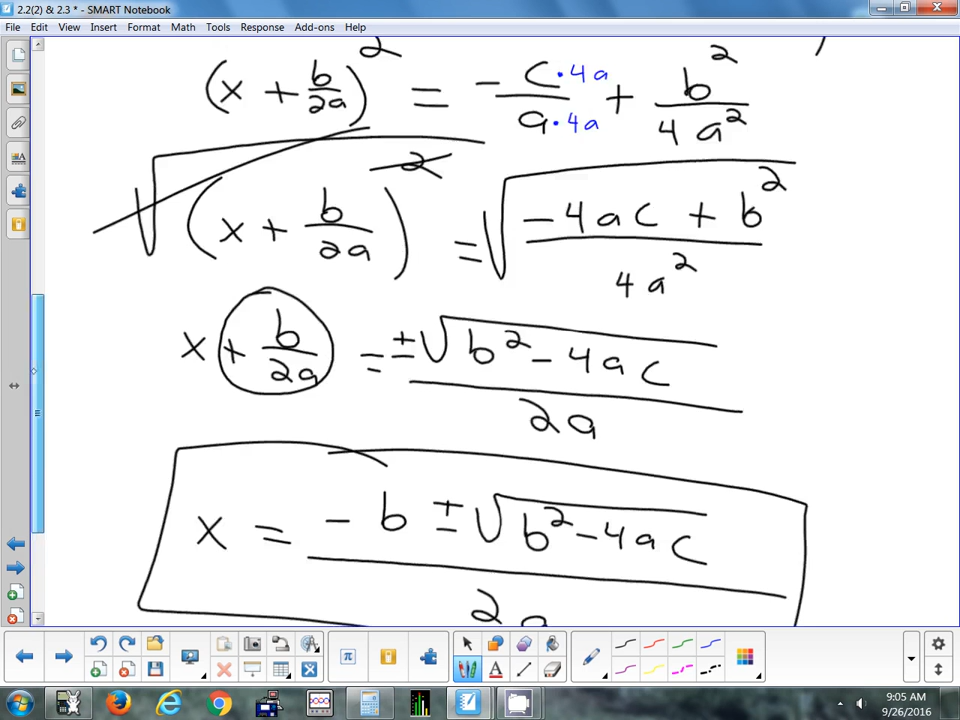 2.2(2) & 2.3 * - SMART Notebook
File Edit View Insert Format Math Tools Response Add-ons Help
(x + b/2a)² = - c·4a/a·4a + b²/4a²
√(x + b/2a)² = √(-4ac + b²)/4a²
x + b/2a = ±√(b² - 4ac)/2a
x = -b ±√(b² - 4ac)/2a
9:05 AM
9/26/2016